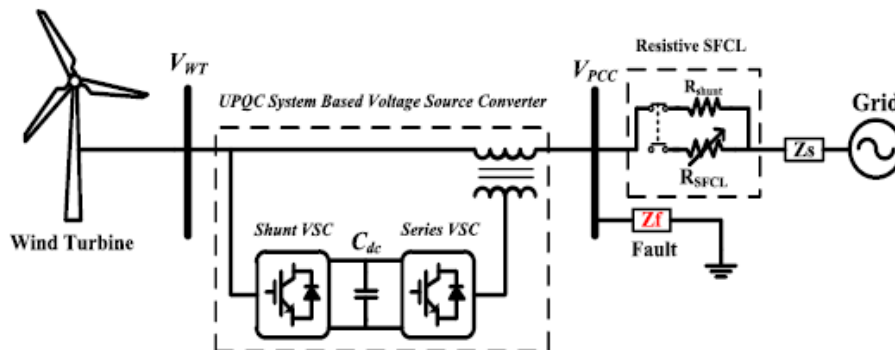 Resistive SFCL
V_WT
V_PCC
UPQC System Based Voltage Source Converter
R_shunt
Grid
Zs
R_SFCL
Zf
Wind Turbine
Shunt VSC
C_dc
Series VSC
Fault